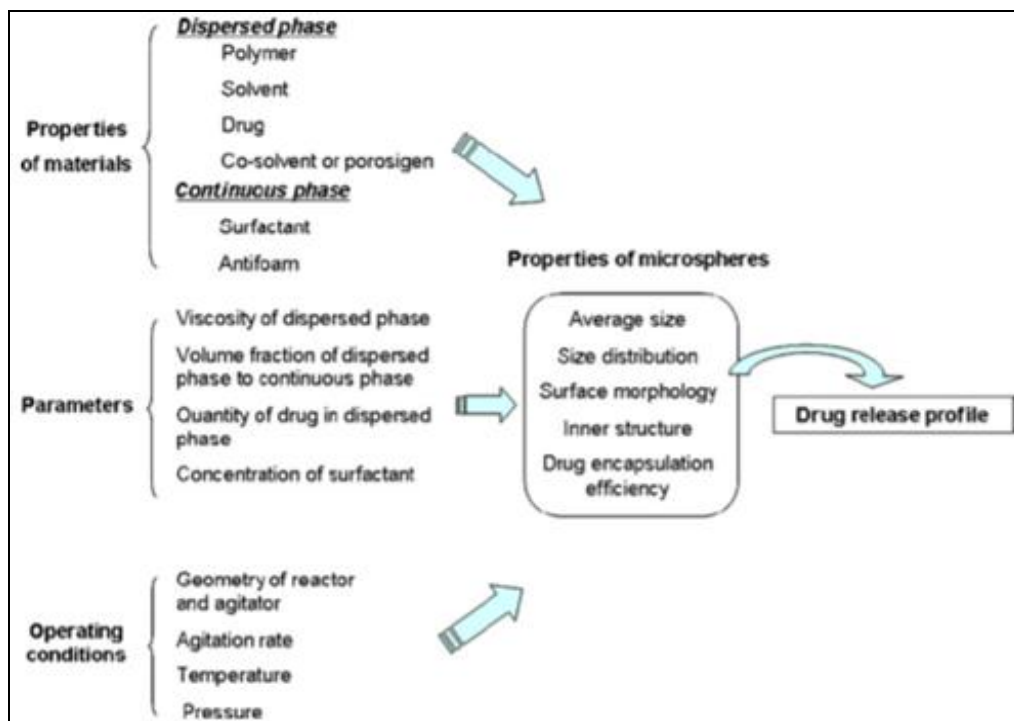 Dispersed phase
Polymer
Solvent
Drug
Co-solvent or porosigen
Continuous phase
Surfactant
Antifoam
Properties
of materials
Viscosity of dispersed phase
Volume fraction of dispersed
phase to continuous phase
Quantity of drug in dispersed
phase
Concentration of surfactant
Parameters
Geometry of reactor
and agitator
Agitation rate
Temperature
Pressure
Operating
conditions
Properties of microspheres
Average size
Size distribution
Surface morphology
Inner structure
Drug encapsulation
efficiency
Drug release profile